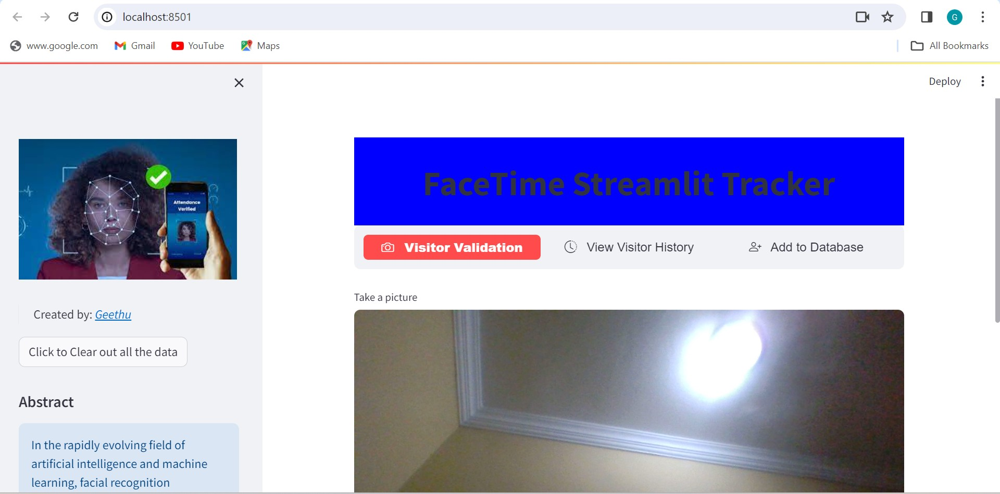 localhost:8501
G
www.google.com
Gmail
YouTube
Maps
All Bookmarks
Deploy
Attendance
Verified
Created by: Geethu
Click to Clear out all the data
Abstract
In the rapidly evolving field of
artificial intelligence and machine
learning, facial recognition
FaceTime Streamlit Tracker
Visitor Validation
View Visitor History
Add to Database
Take a picture